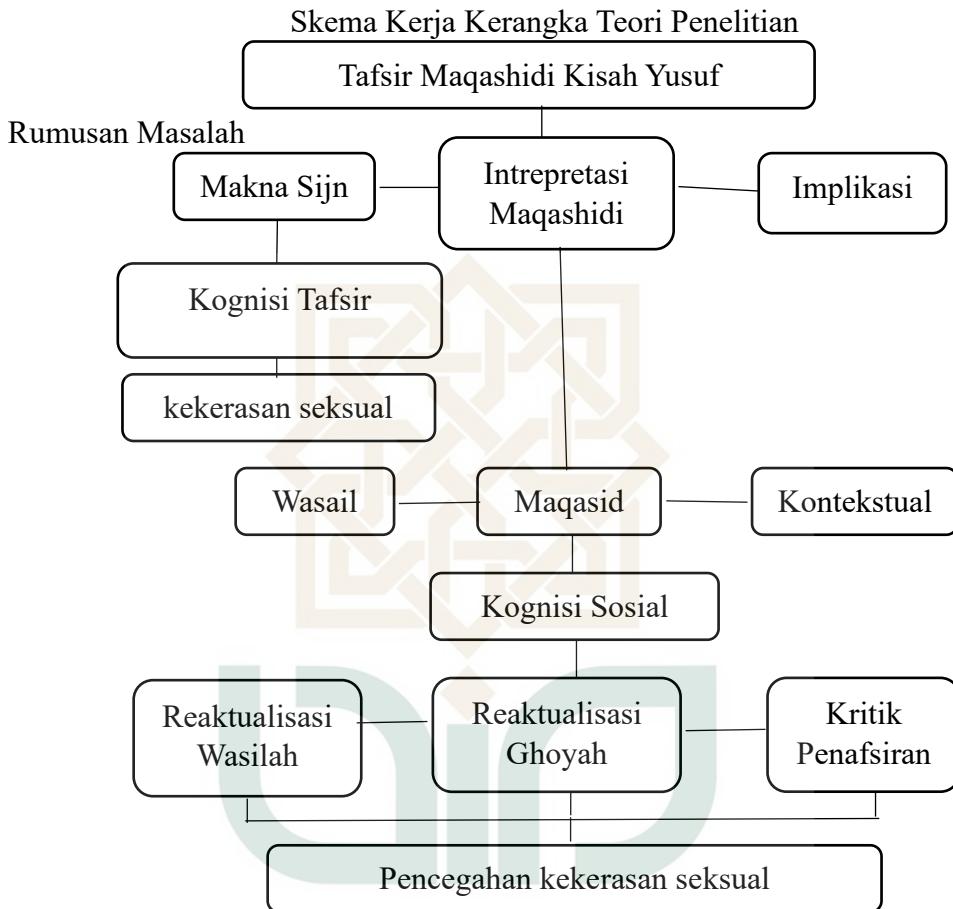 Skema Kerja Kerangka Teori Penelitian
Tafsir Maqashidi Kisah Yusuf
Rumusan Masalah
Makna Sijn
Intrepretasi
Maqashidi
Implikasi
Kognisi Tafsir
kekerasan seksual
Wasail
Maqasid
Kontekstual
Kognisi Sosial
Reaktualisasi
Wasilah
Reaktualisasi
Ghoyah
Kritik
Penafsiran
Pencegahan kekerasan seksual